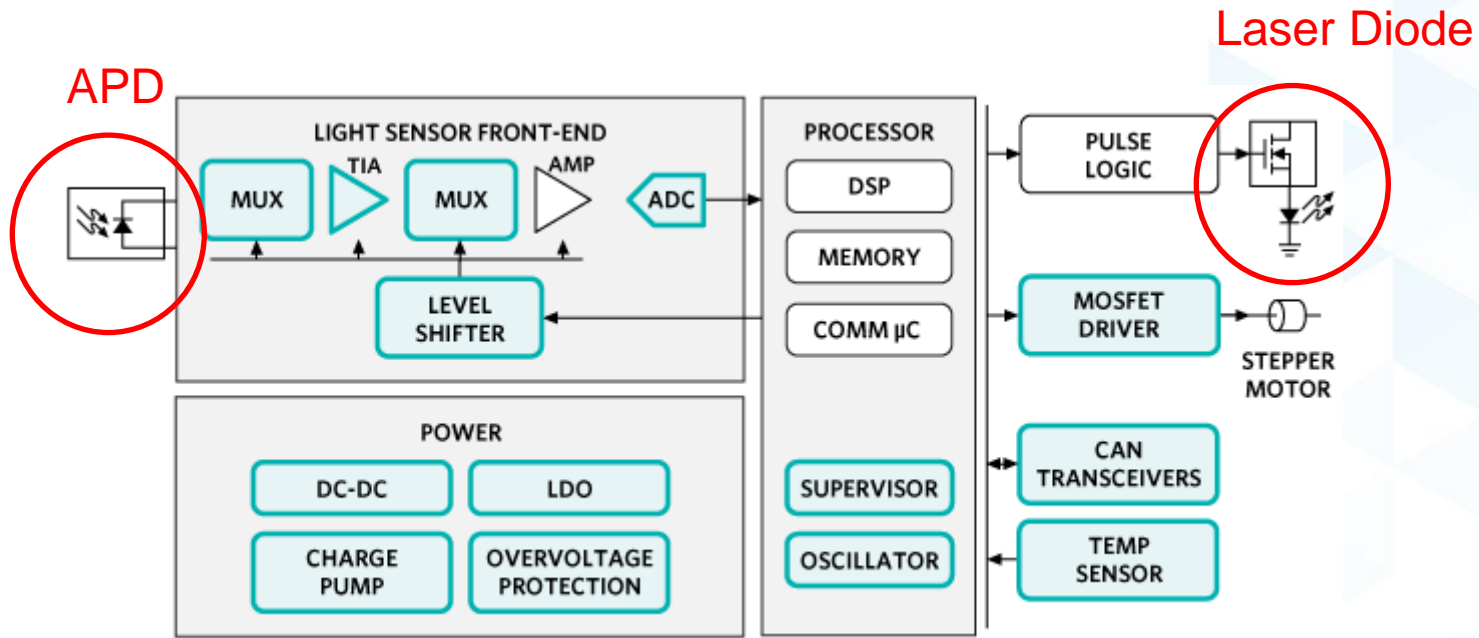 Laser Diode
APD
LIGHT SENSOR FRONT-END
MUX
TIA
MUX
AMP
ADC
LEVEL
SHIFTER
PROCESSOR
DSP
MEMORY
COMM µC
SUPERVISOR
OSCILLATOR
PULSE
LOGIC
MOSFET
DRIVER
STEPPER
MOTOR
CAN
TRANSCEIVERS
TEMP
SENSOR
POWER
DC-DC
LDO
CHARGE
PUMP
OVERVOLTAGE
PROTECTION